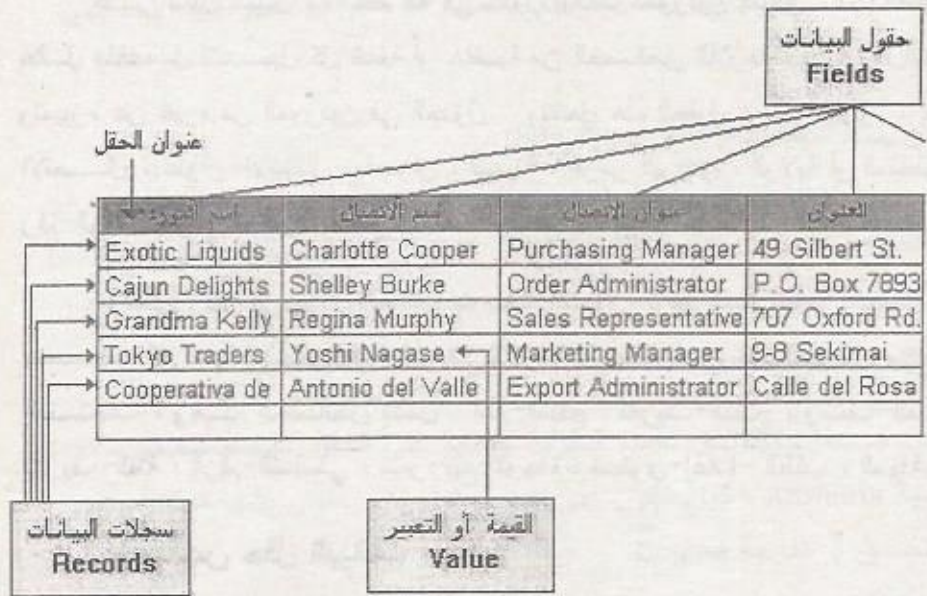 حقول البيانات
Fields
عنوان الحقل
اسم المورد اسم الاتصال عنوان الاتصال العنوان
Exotic Liquids Charlotte Cooper Purchasing Manager 49 Gilbert St.
Cajun Delights Shelley Burke Order Administrator P.O. Box 7893
Grandma Kelly Regina Murphy Sales Representative 707 Oxford Rd.
Tokyo Traders Yoshi Nagase Marketing Manager 9-8 Sekimai
Cooperativa de Antonio del Valle Export Administrator Calle del Rosa
سجلات البيانات
Records
القيمة أو التعبير
Value